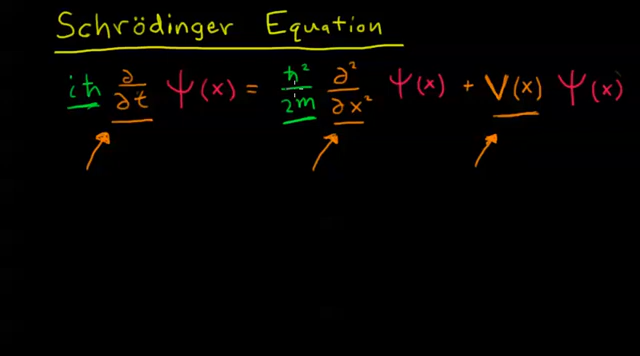 Schrödinger Equation
iħ ∂/∂t Ψ(x) = ħ²/2m ∂²/∂x² Ψ(x) + V(x) Ψ(x)